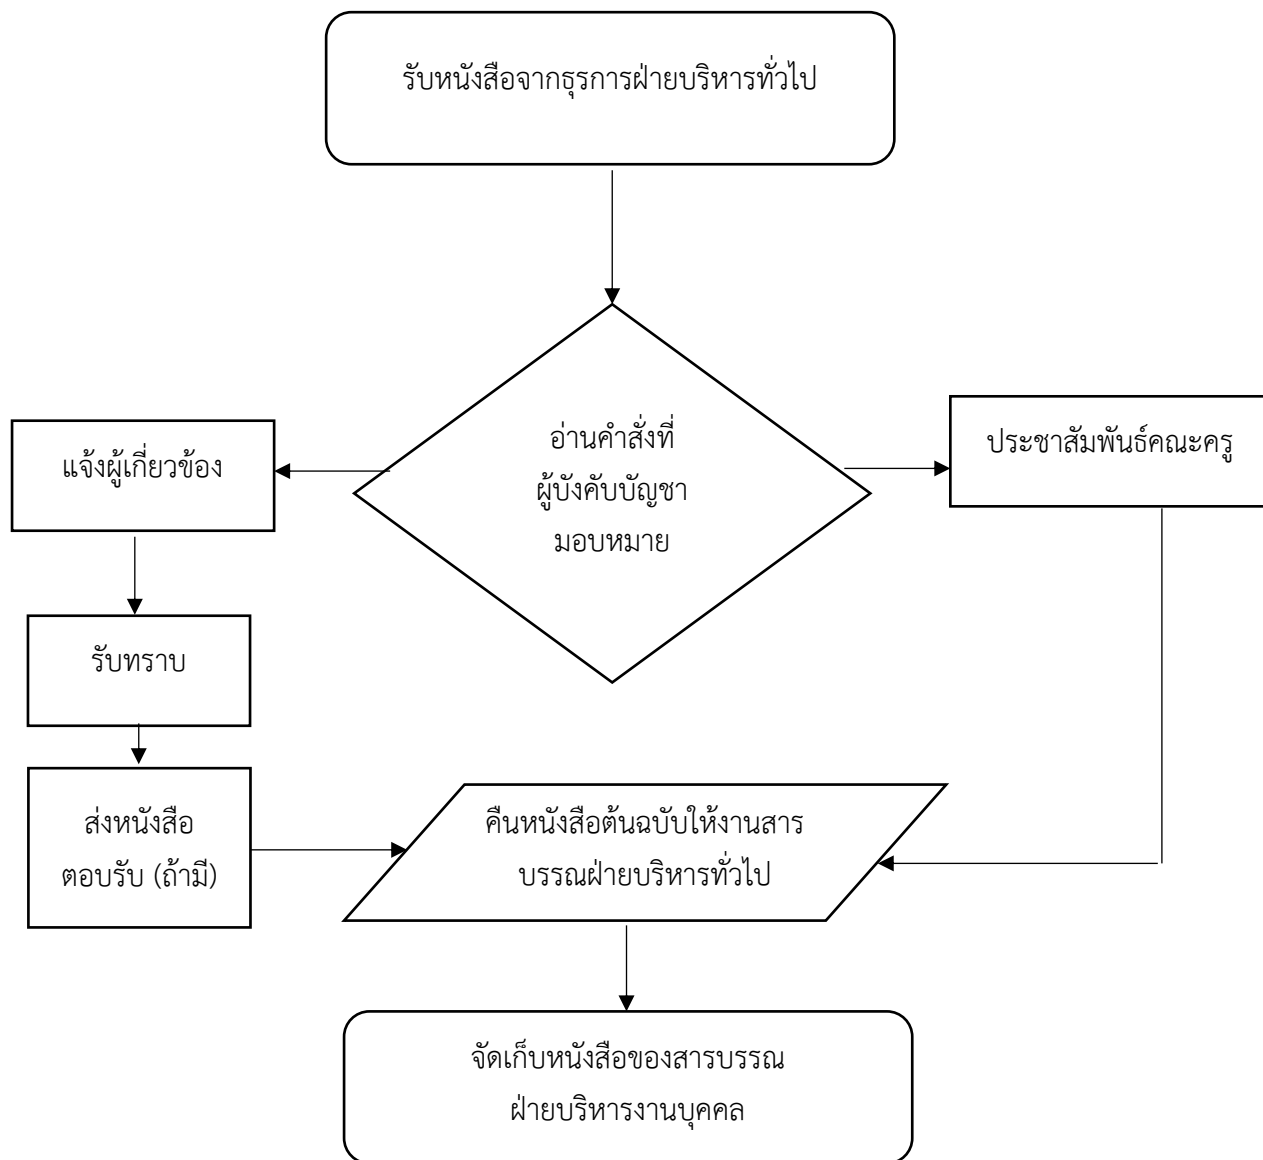 รับหนังสือจากธุรการฝ่ายบริหารทั่วไป
อ่านคำสั่งที่
ผู้บังคับบัญชา
มอบหมาย
แจ้งผู้เกี่ยวข้อง
ประชาสัมพันธ์คณะครู
รับทราบ
ส่งหนังสือ
ตอบรับ (ถ้ามี)
คืนหนังสือต้นฉบับให้งานสาร
บรรณฝ่ายบริหารทั่วไป
จัดเก็บหนังสือของสารบรรณ
ฝ่ายบริหารงานบุคคล